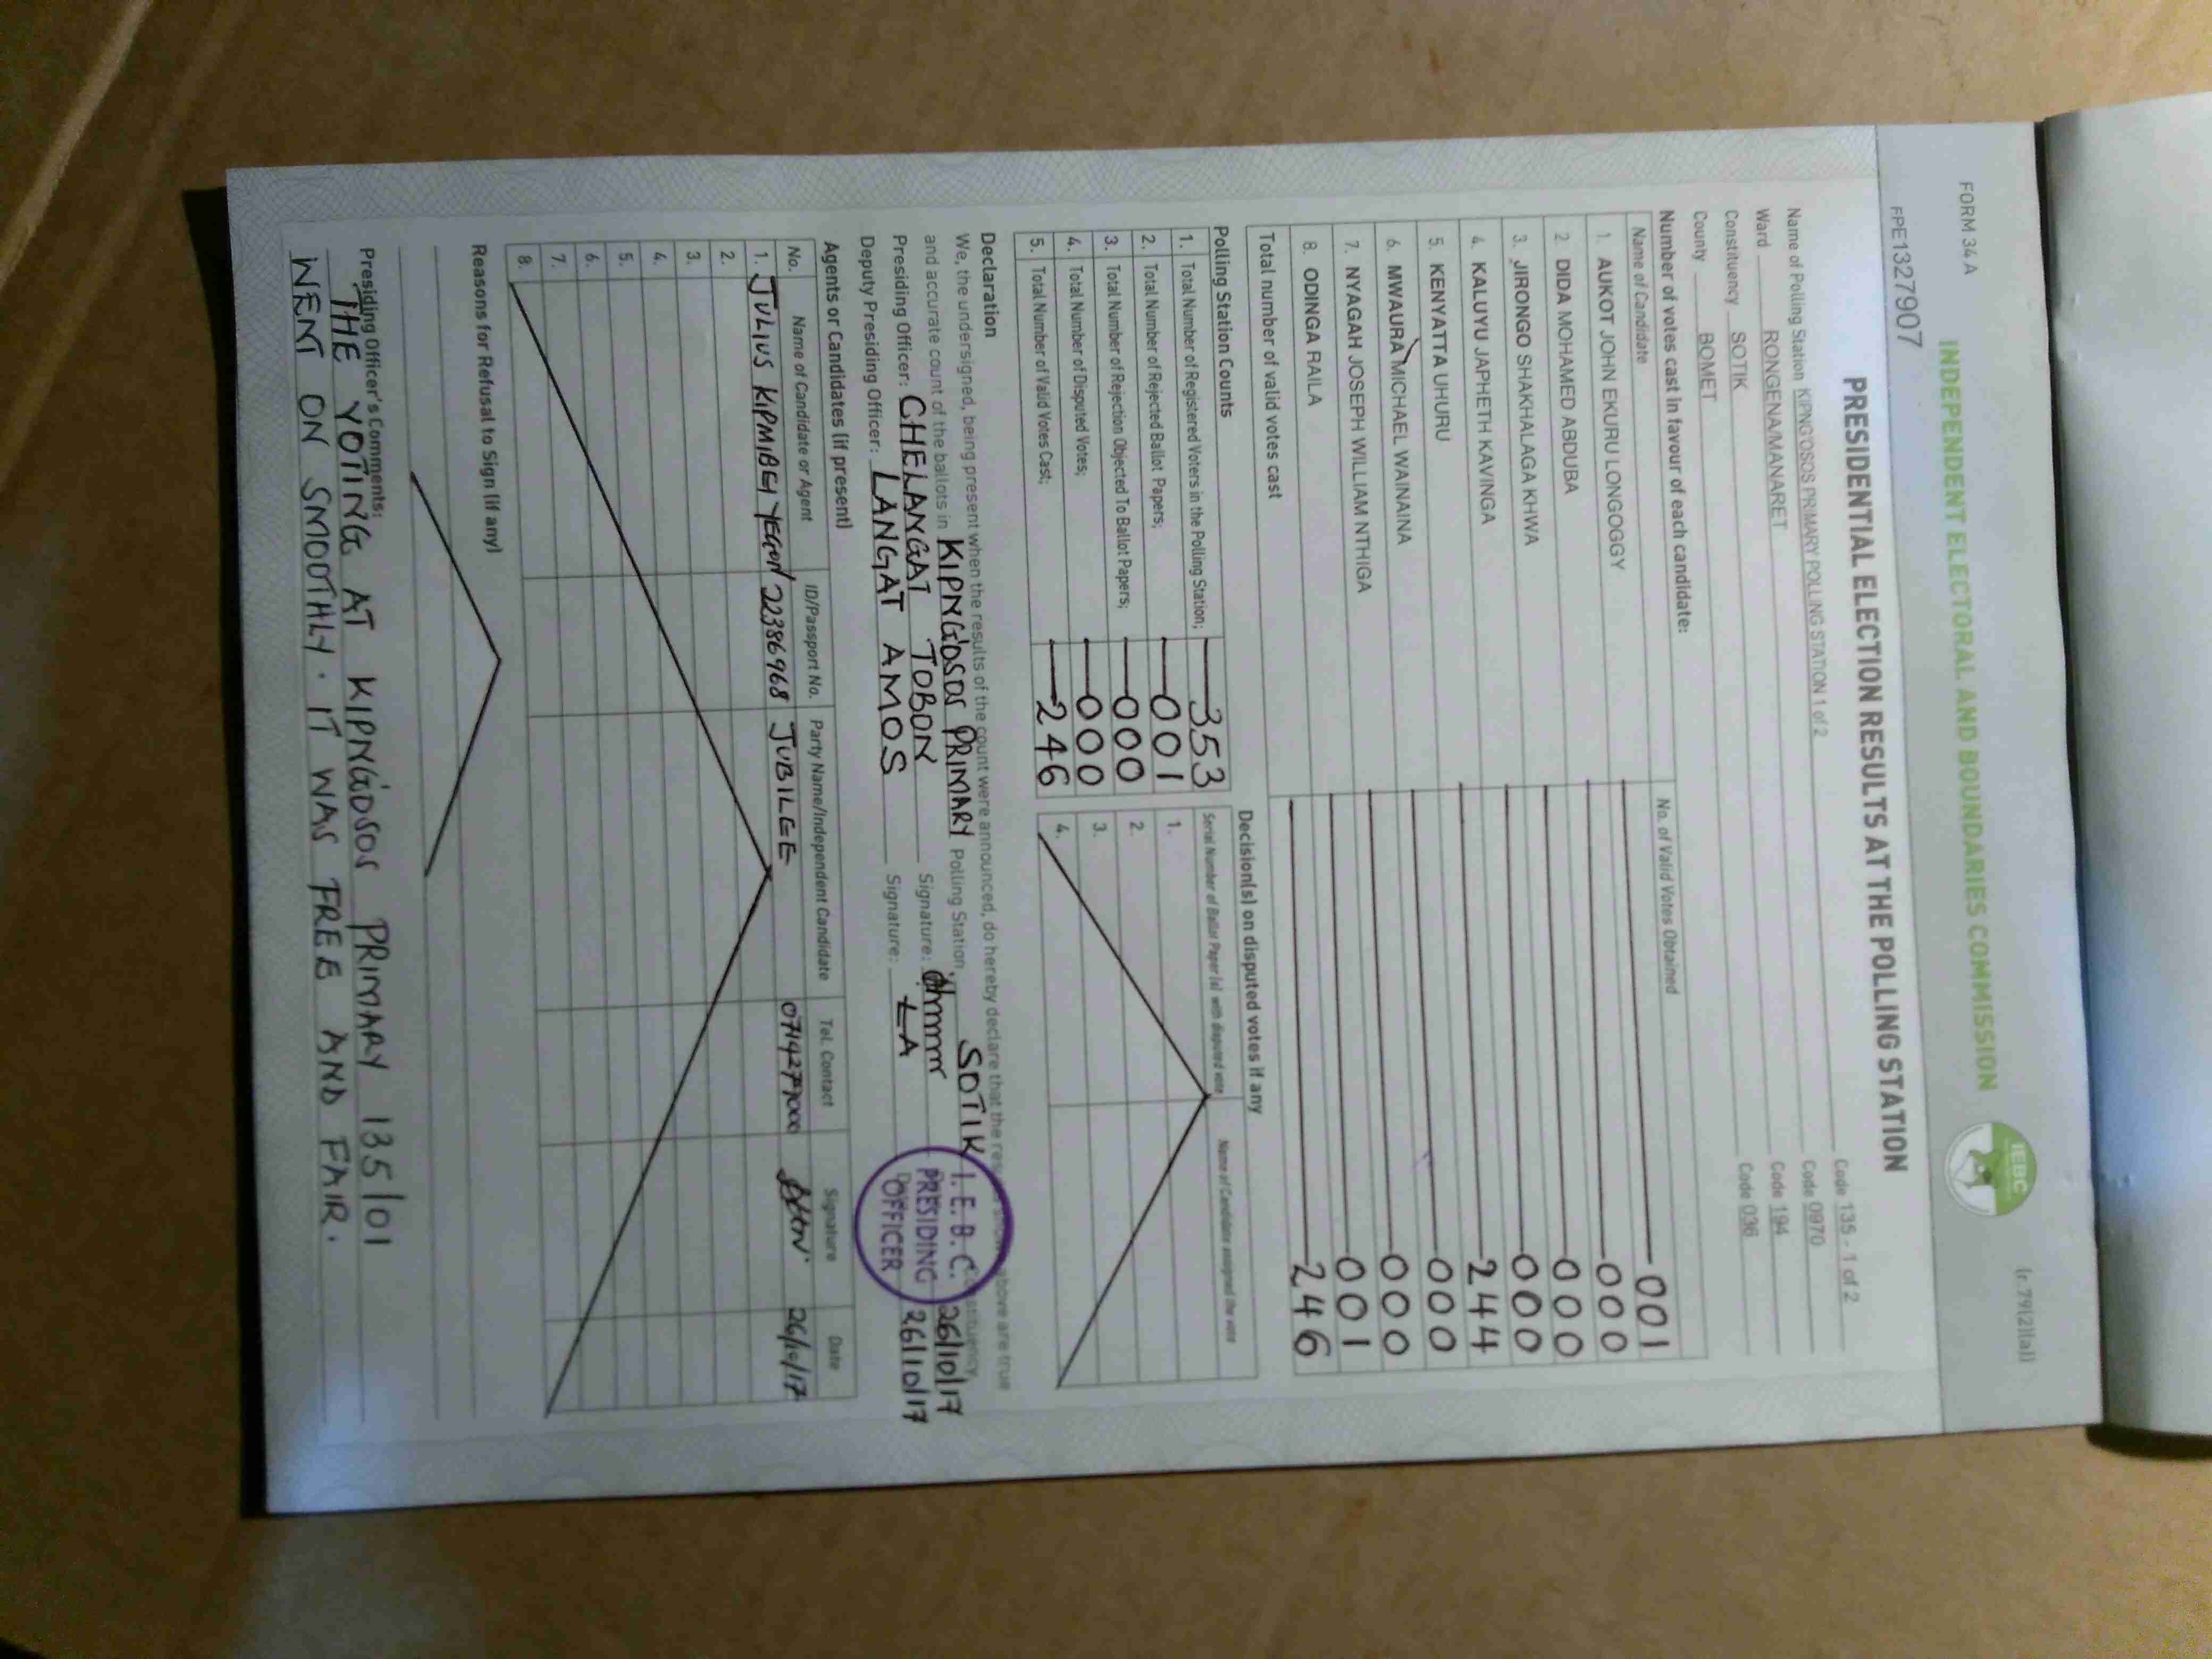 FORM 34 A
(r.79(2)(a))
INDEPENDENT ELECTORAL AND BOUNDARIES COMMISSION
IEBC
FPE1327907
PRESIDENTIAL ELECTION RESULTS AT THE POLLING STATION
Name of Polling Station KIPNG'OSOS PRIMARY POLLING STATION 1 of 2 Code 135 - 1 of 2
Ward RONGENA/MANARET Code 0970
Constituency SOTIK Code 194
County BOMET Code 036
Number of votes cast in favour of each candidate:
Name of Candidate No. of Valid Votes Obtained
1. AUKOT JOHN EKURU LONGOGGY 001
2 DIDA MOHAMED ABDUBA 000
3. JIRONGO SHAKHALAGA KHWA 000
4. KALUYU JAPHETH KAVINGA 000
5. KENYATTA UHURU 244
6. MWAURA MICHAEL WAINAINA 000
7. NYAGAH JOSEPH WILLIAM NTHIGA 000
8. ODINGA RAILA 001
Total number of valid votes cast 246
Polling Station Counts
1. Total Number of Registered Voters in the Polling Station; 353
2. Total Number of Rejected Ballot Papers; 001
3. Total Number of Rejection Objected To Ballot Papers; 000
4. Total Number of Disputed Votes; 000
5. Total Number of Valid Votes Cast; 246
Decision(s) on disputed votes if any
Serial Number of Ballot Paper (s) with disputed vote Name of Candidate assigned the vote
1.
2.
3.
4.
Declaration
We, the undersigned, being present when the results of the count were announced, do hereby declare that the results shown above are true
and accurate count of the ballots in KIPNG'OSOS PRIMARY Polling Station, SOTIK Constituency
Presiding Officer: CHELANGAT TOBON Signature: 26/10/17
Deputy Presiding Officer: LANGAT AMOS Signature: LA 26/10/17
I. E. B. C.
PRESIDING
OFFICER
Agents or Candidates (if present)
No. Name of Candidate or Agent ID/Passport No. Party Name/Independent Candidate Tel. Contact Signature Date
1. JULIUS KIPMIBEI YEGON 22386968 JUBILEE 0719277000 26/10/17
2.
3.
4.
5.
6.
7.
8.
Reasons for Refusal to Sign (if any)
Presiding Officer's Comments:
THE VOTING AT KIPNG'OSOS PRIMARY 135/01
WENT ON SMOOTHLY. IT WAS FREE AND FAIR.